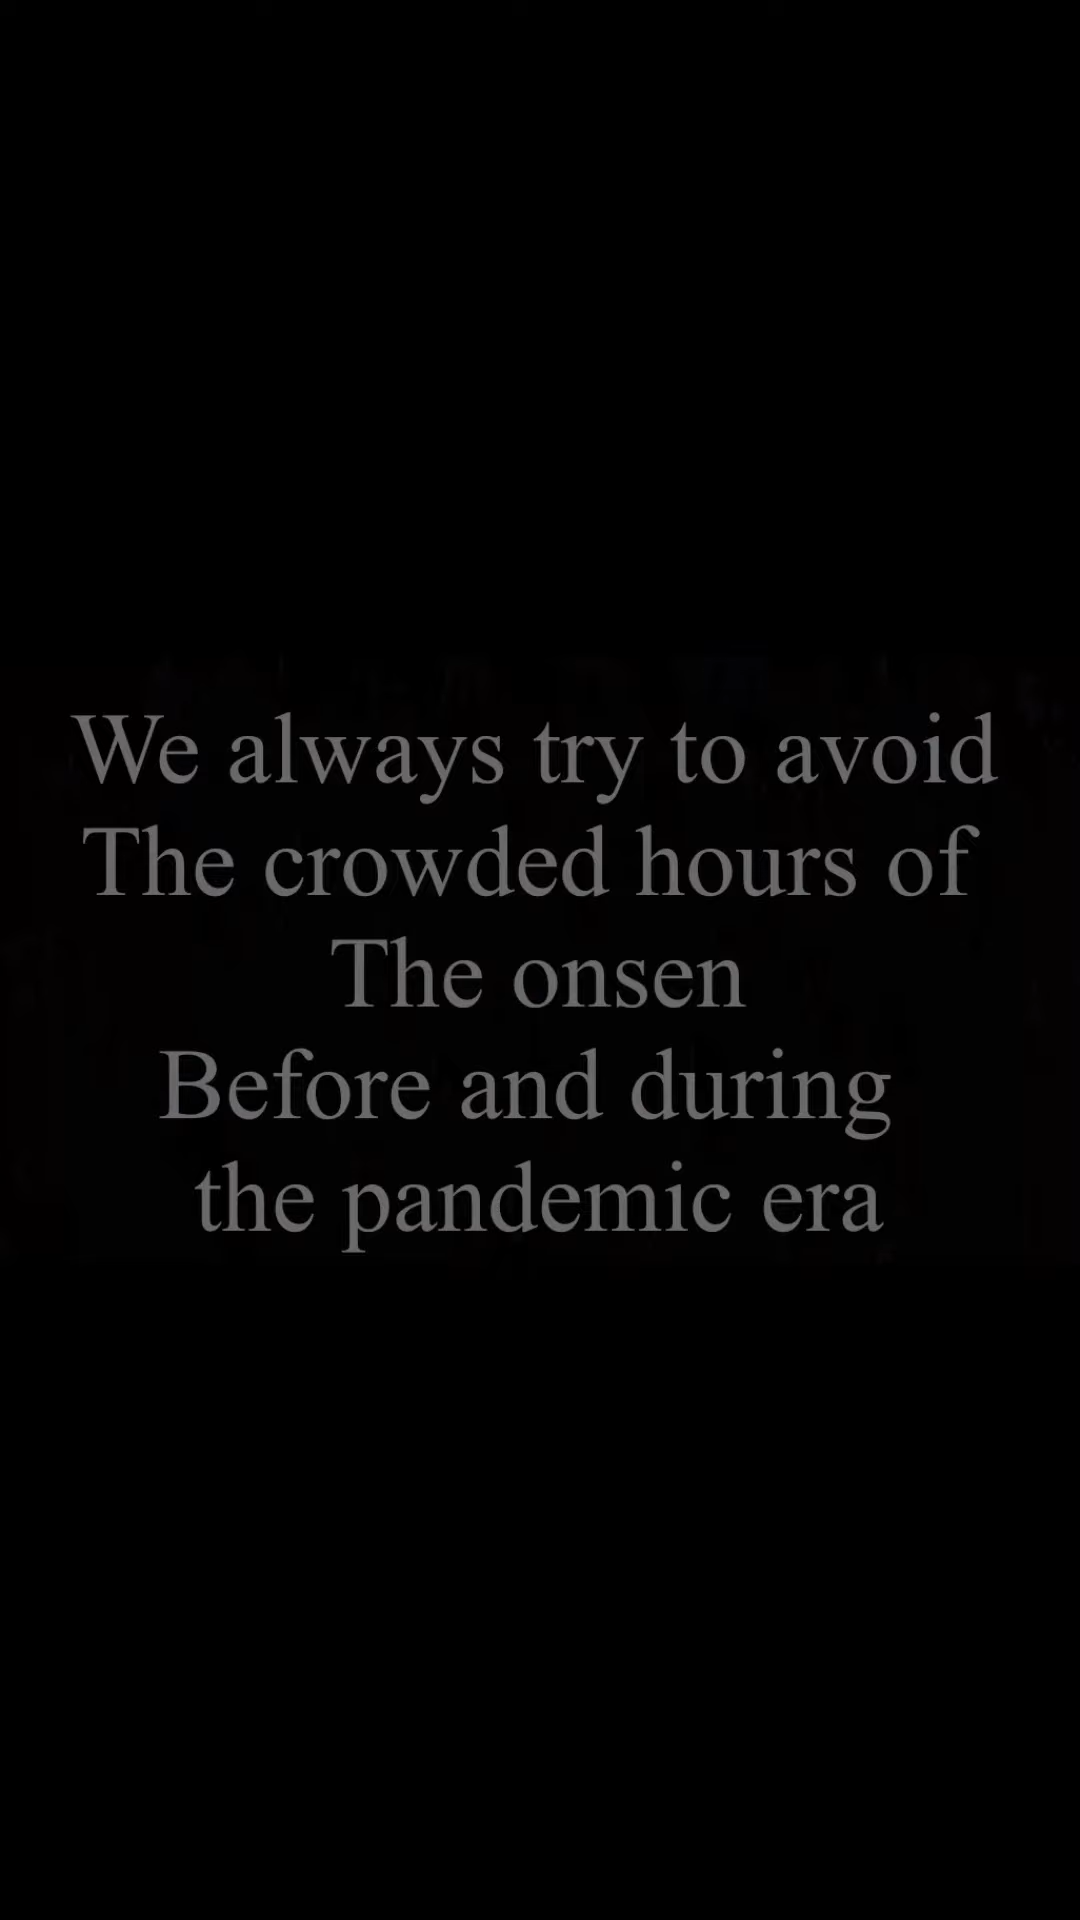 We always try to avoid
The crowded hours of
The onsen
Before and during
the pandemic era